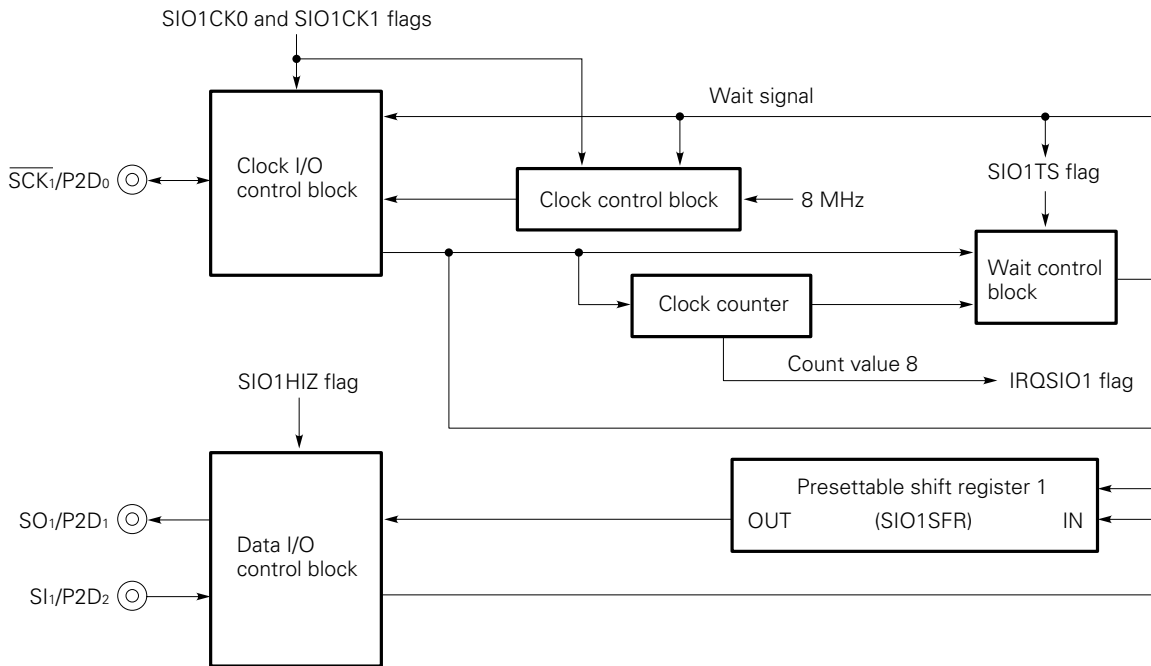 SIO1CK0 and SIO1CK1 flags
Wait signal
Clock I/O
control block
SCK₁/P2D₀
Clock control block
8 MHz
SIO1TS flag
Wait control
block
Clock counter
Count value 8
IRQSIO1 flag
SIO1HIZ flag
Presettable shift register 1
OUT (SIO1SFR) IN
SO₁/P2D₁
Data I/O
control block
SI₁/P2D₂